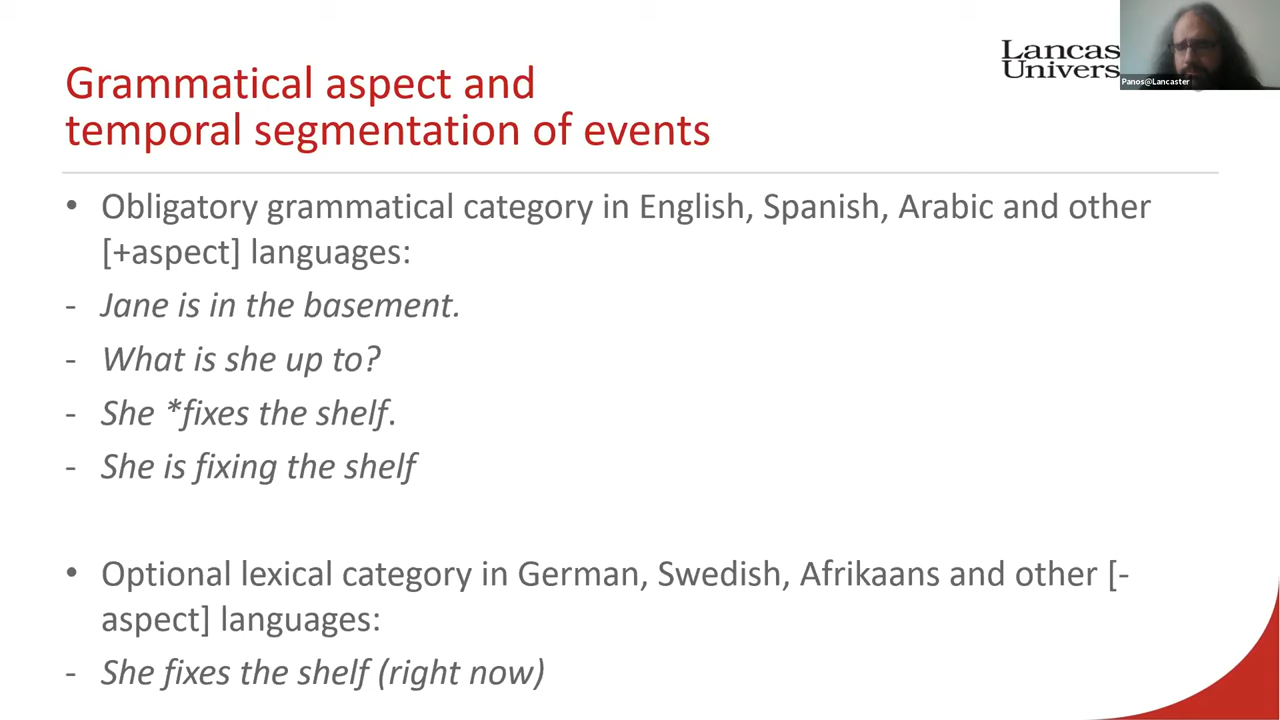 Lancas
Univers
Panos@Lancaster
Grammatical aspect and
temporal segmentation of events
• Obligatory grammatical category in English, Spanish, Arabic and other
[+aspect] languages:
- Jane is in the basement.
- What is she up to?
- She *fixes the shelf.
- She is fixing the shelf
• Optional lexical category in German, Swedish, Afrikaans and other [-
aspect] languages:
- She fixes the shelf (right now)